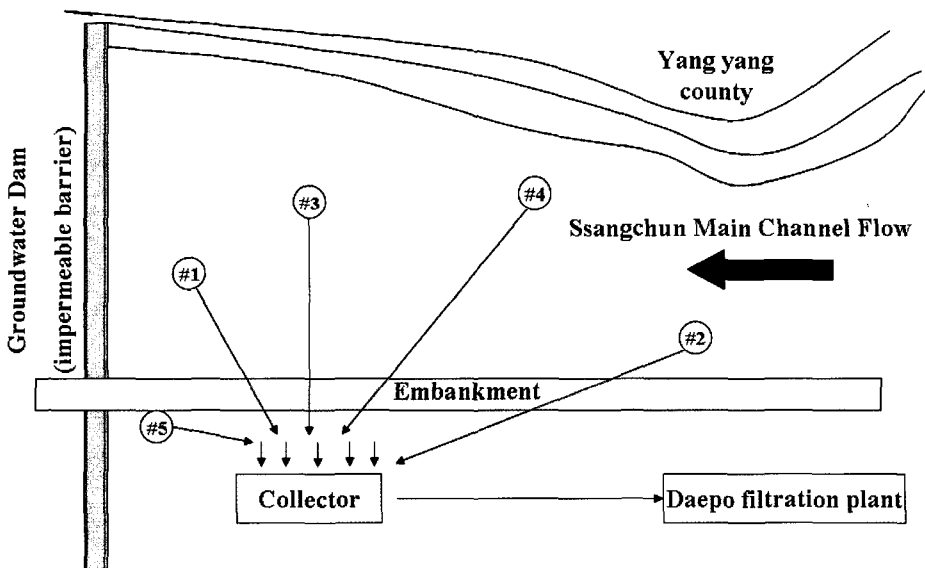 Yang yang
county
Groundwater Dam
(impermeable barrier)
#3
#4
Ssangchun Main Channel Flow
#1
#2
Embankment
#5
Collector
Daepo filtration plant